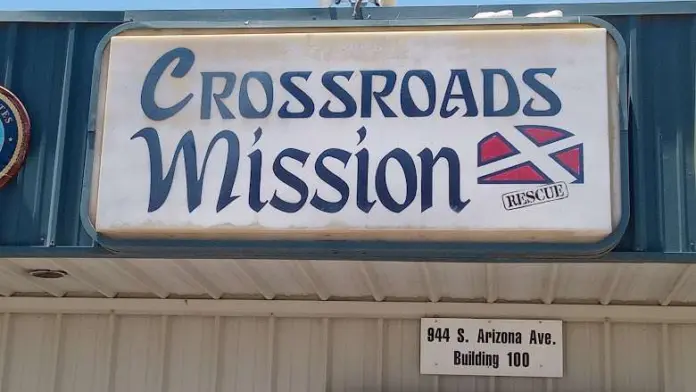 Crossroads
Mission
RESCUE
944 S. Arizona Ave.
Building 100